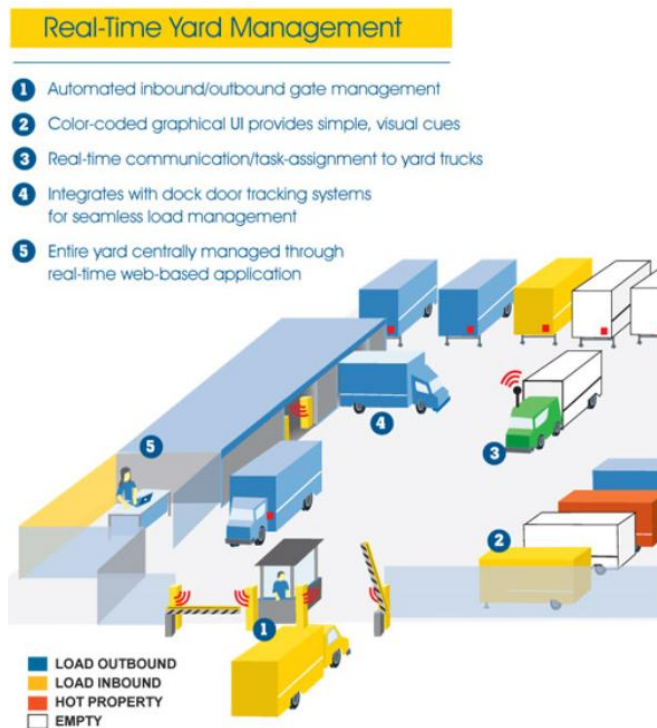 Real-Time Yard Management
1 Automated inbound/outbound gate management
2 Color-coded graphical UI provides simple, visual cues
3 Real-time communication/task-assignment to yard trucks
4 Integrates with dock door tracking systems
for seamless load management
5 Entire yard centrally managed through
real-time web-based application
5
4
3
2
1
LOAD OUTBOUND
LOAD INBOUND
HOT PROPERTY
EMPTY